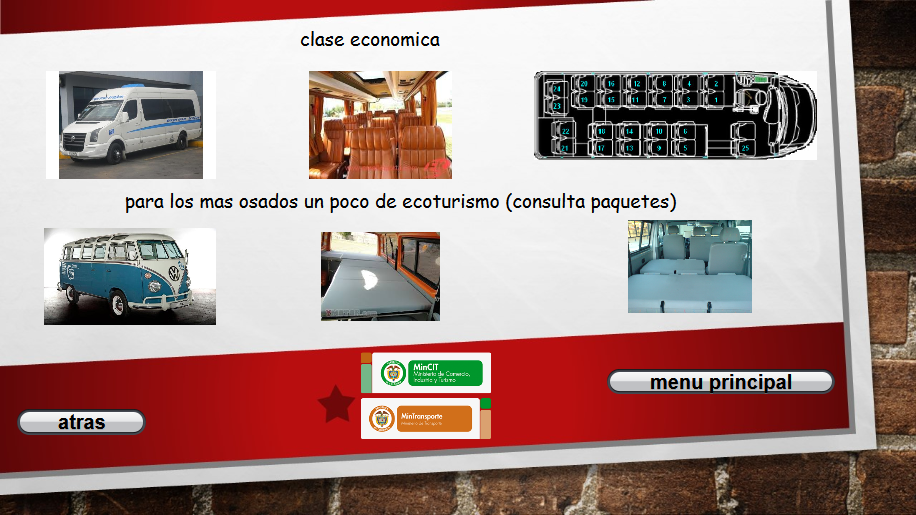 clase economica
24 20 16 12 8 4 2
23 19 15 11 7 3 1
22 18 14 10 6
21 17 13 9 5 25
para los mas osados un poco de ecoturismo (consulta paquetes)
MinCIT
Ministerio de Comercio,
Industria y Turismo
MinTransporte
Ministerio de Transporte
menu principal
atras